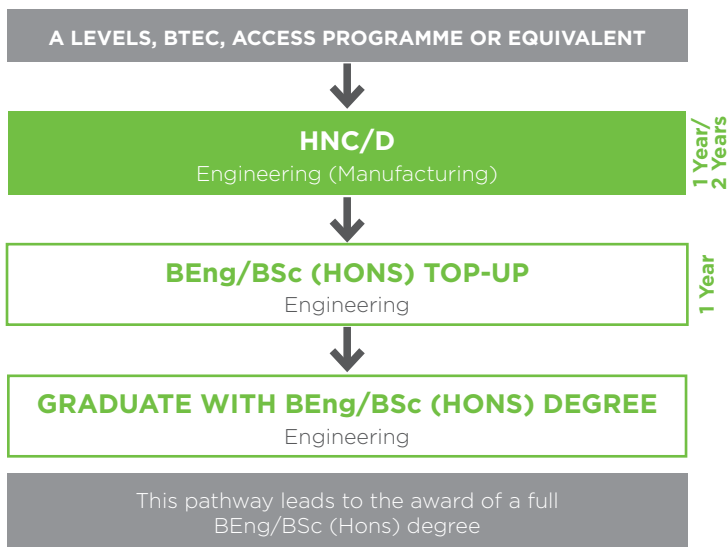 A LEVELS, BTEC, ACCESS PROGRAMME OR EQUIVALENT
HNC/D
Engineering (Manufacturing)
1 Year/
2 Years
BEng/BSc (HONS) TOP-UP
Engineering
1 Year
GRADUATE WITH BEng/BSc (HONS) DEGREE
Engineering
This pathway leads to the award of a full
BEng/BSc (Hons) degree